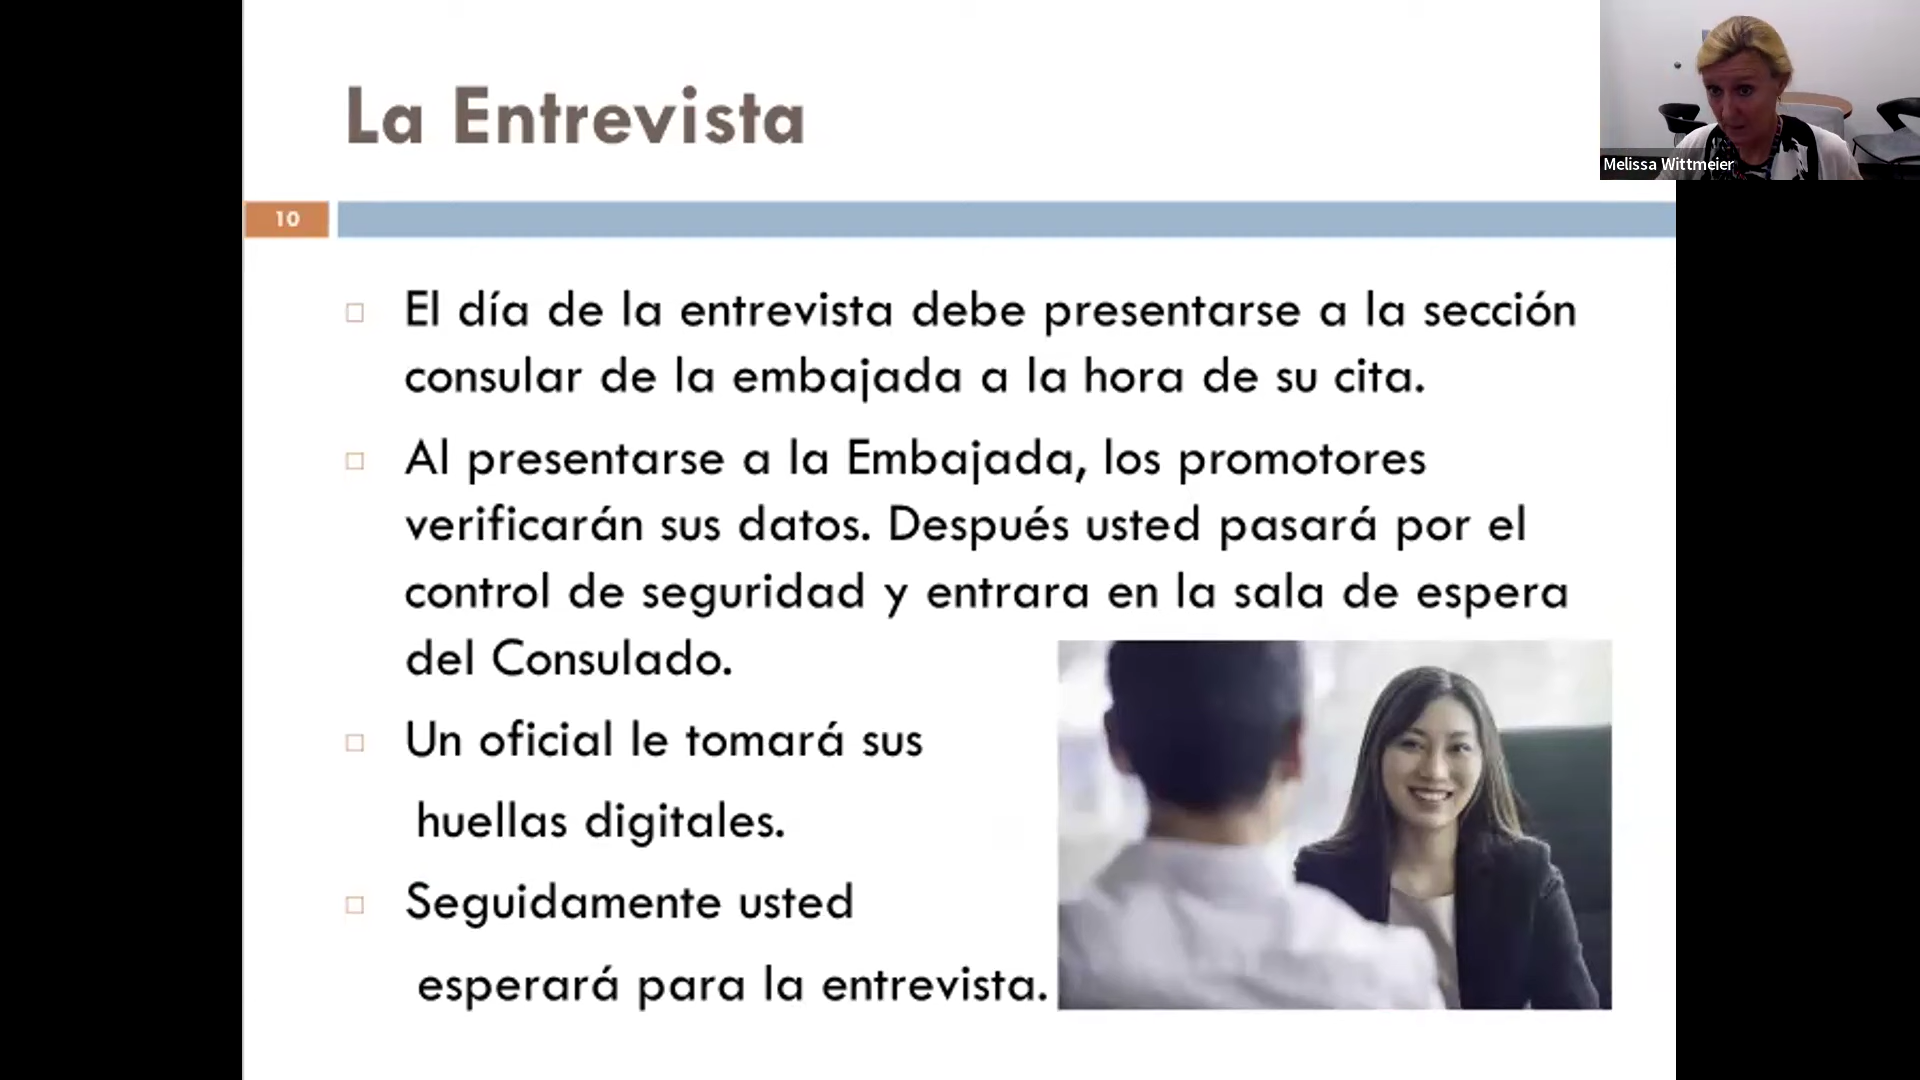 La Entrevista
Melissa Wittmeier
10
El día de la entrevista debe presentarse a la sección
consular de la embajada a la hora de su cita.
Al presentarse a la Embajada, los promotores
verificarán sus datos. Después usted pasará por el
control de seguridad y entrara en la sala de espera
del Consulado.
Un oficial le tomará sus
huellas digitales.
Seguidamente usted
esperará para la entrevista.